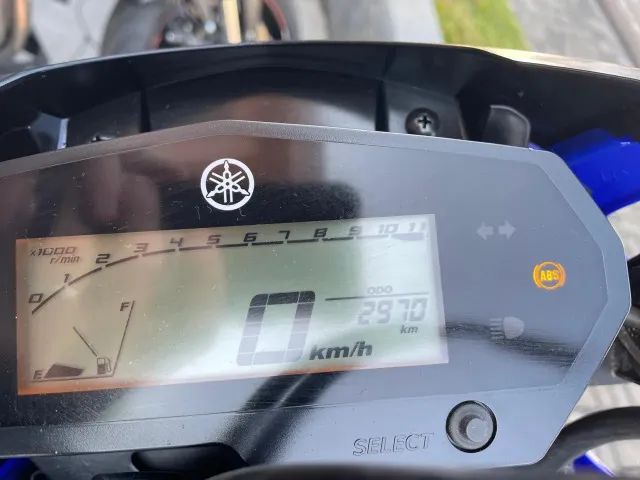 x1000
r/min
0 1 2 3 4 5 6 7 8 9 10 11
ABS
F
ODO
2970
km
0 km/h
E
SELECT